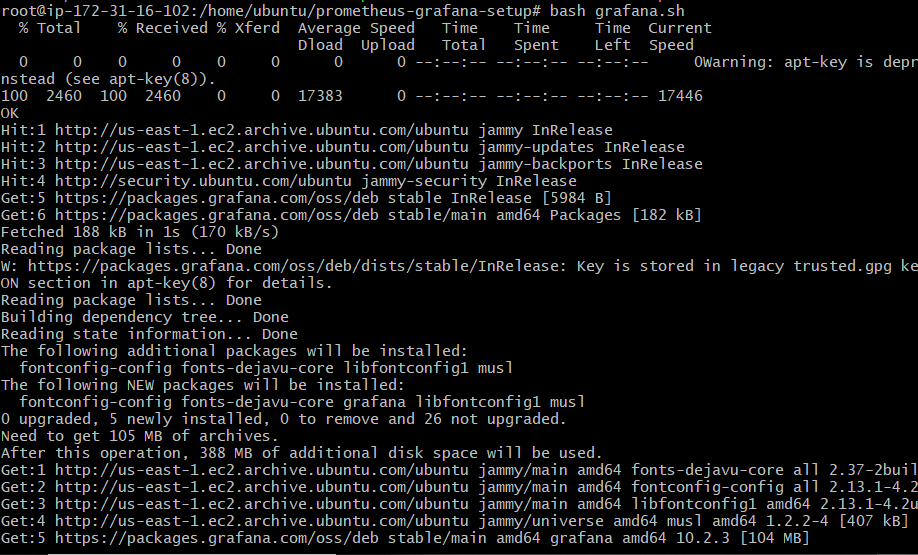 root@ip-172-31-16-102:/home/ubuntu/prometheus-grafana-setup# bash grafana.sh
  % Total    % Received % Xferd  Average Speed   Time    Time     Time  Current
                                 Dload  Upload   Total   Spent    Left  Speed
  0     0    0     0    0     0      0      0 --:--:-- --:--:-- --:--:--     0Warning: apt-key is depr
nstead (see apt-key(8)).
100  2460  100  2460    0     0  17383      0 --:--:-- --:--:-- --:--:-- 17446
OK
Hit:1 http://us-east-1.ec2.archive.ubuntu.com/ubuntu jammy InRelease
Hit:2 http://us-east-1.ec2.archive.ubuntu.com/ubuntu jammy-updates InRelease
Hit:3 http://us-east-1.ec2.archive.ubuntu.com/ubuntu jammy-backports InRelease
Hit:4 http://security.ubuntu.com/ubuntu jammy-security InRelease
Get:5 https://packages.grafana.com/oss/deb stable InRelease [5984 B]
Get:6 https://packages.grafana.com/oss/deb stable/main amd64 Packages [182 kB]
Fetched 188 kB in 1s (170 kB/s)
Reading package lists... Done
W: https://packages.grafana.com/oss/deb/dists/stable/InRelease: Key is stored in legacy trusted.gpg ke
ON section in apt-key(8) for details.
Reading package lists... Done
Building dependency tree... Done
Reading state information... Done
The following additional packages will be installed:
  fontconfig-config fonts-dejavu-core libfontconfig1 musl
The following NEW packages will be installed:
  fontconfig-config fonts-dejavu-core grafana libfontconfig1 musl
0 upgraded, 5 newly installed, 0 to remove and 26 not upgraded.
Need to get 105 MB of archives.
After this operation, 388 MB of additional disk space will be used.
Get:1 http://us-east-1.ec2.archive.ubuntu.com/ubuntu jammy/main amd64 fonts-dejavu-core all 2.37-2buil
Get:2 http://us-east-1.ec2.archive.ubuntu.com/ubuntu jammy/main amd64 fontconfig-config all 2.13.1-4.2
Get:3 http://us-east-1.ec2.archive.ubuntu.com/ubuntu jammy/main amd64 libfontconfig1 amd64 2.13.1-4.2u
Get:4 http://us-east-1.ec2.archive.ubuntu.com/ubuntu jammy/universe amd64 musl amd64 1.2.2-4 [407 kB]
Get:5 https://packages.grafana.com/oss/deb stable/main amd64 grafana amd64 10.2.3 [104 MB]